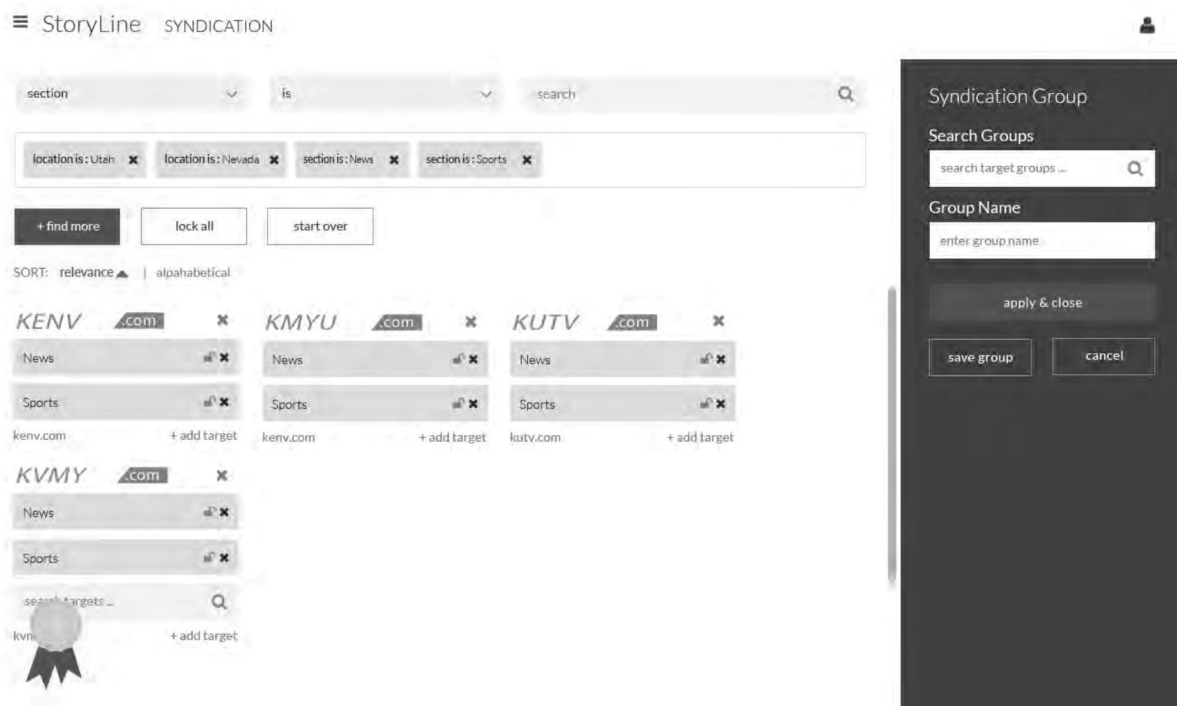 StoryLine SYNDICATION
section is search
location is : Utah location is : Nevada section is : News section is : Sports
+ find more lock all start over
SORT: relevance | alpahabetical
KENV .com KMYU .com KUTV .com
News News News
Sports Sports Sports
kenv.com + add target kenv.com + add target kutv.com + add target
KVMY .com
News
Sports
search targets ...
+ add target
Syndication Group
Search Groups
search target groups ...
Group Name
enter group name
apply & close
save group cancel